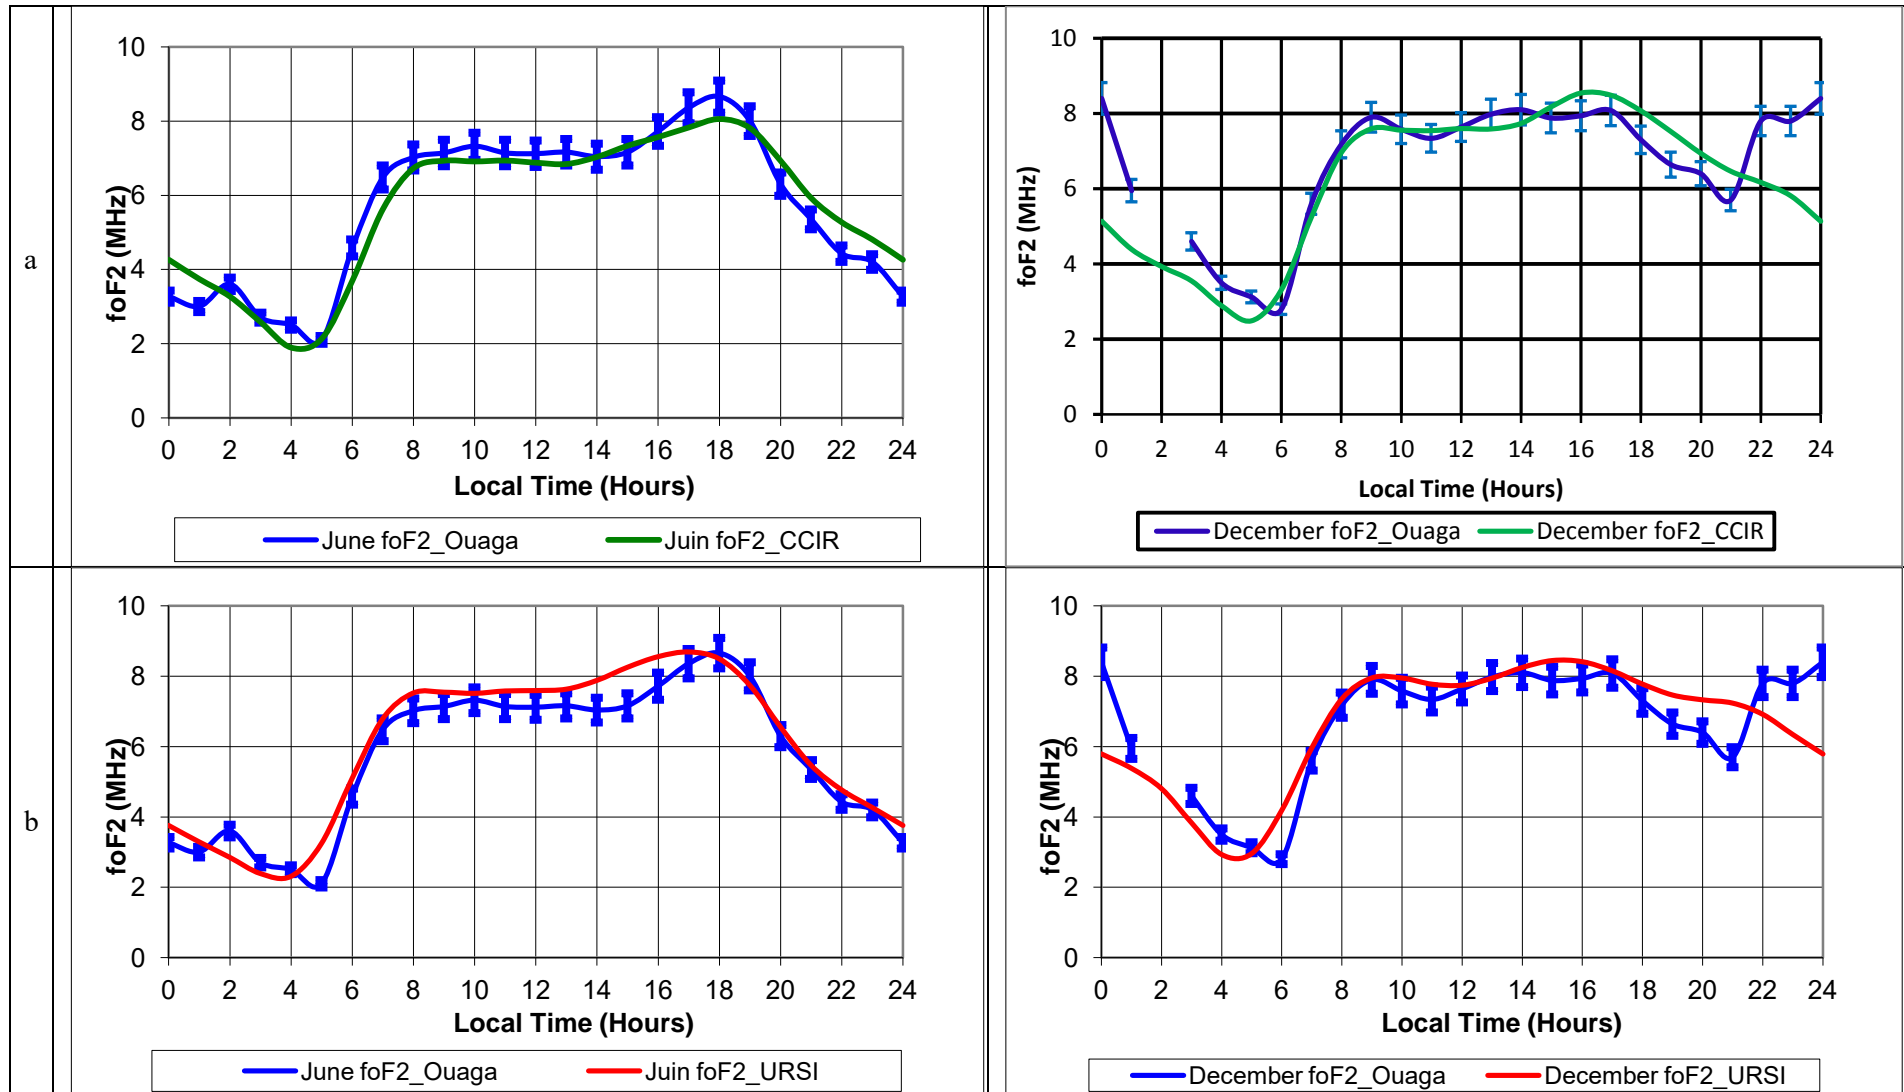 a
foF2 (MHz)
10
8
6
4
2
0
0 2 4 6 8 10 12 14 16 18 20 22 24
Local Time (Hours)
June foF2_Ouaga Juin foF2_CCIR
foF2 (MHz)
10
8
6
4
2
0
0 2 4 6 8 10 12 14 16 18 20 22 24
Local Time (Hours)
December foF2_Ouaga December foF2_CCIR
b
foF2 (MHz)
10
8
6
4
2
0
0 2 4 6 8 10 12 14 16 18 20 22 24
Local Time (Hours)
June foF2_Ouaga Juin foF2_URSI
foF2 (MHz)
10
8
6
4
2
0
0 2 4 6 8 10 12 14 16 18 20 22 24
Local Time (Hours)
December foF2_Ouaga December foF2_URSI